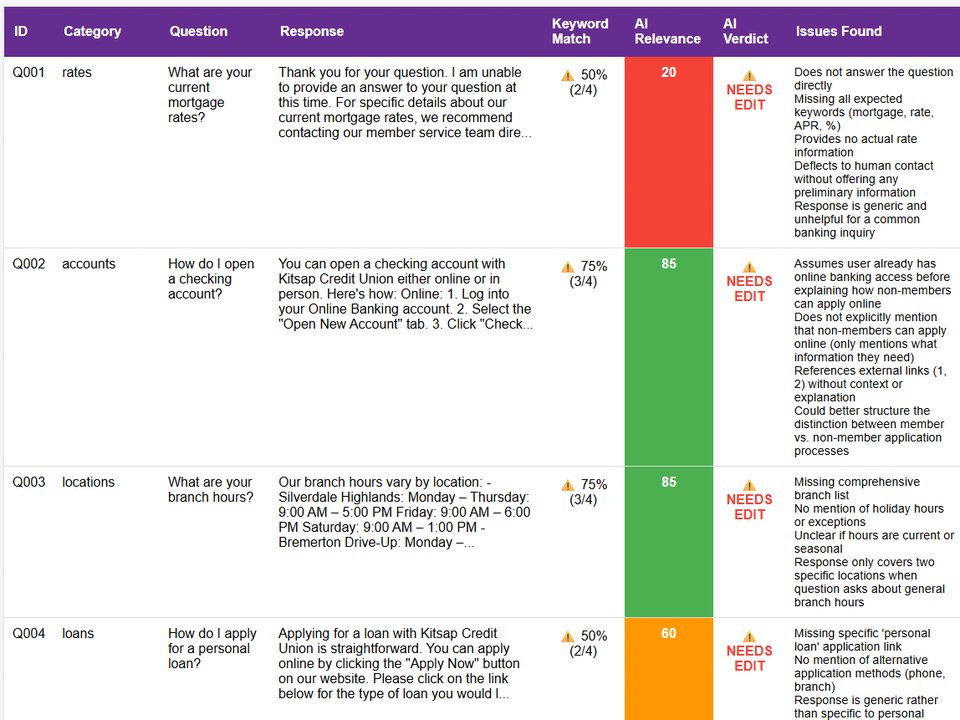 ID Category Question Response Keyword Match AI Relevance AI Verdict Issues Found
Q001 rates
What are your
current
mortgage
rates?
Thank you for your question. I am unable
to provide an answer to your question at
this time. For specific details about our
current mortgage rates, we recommend
contacting our member service team dire...
⚠ 50%
(2/4)
20
⚠
NEEDS
EDIT
Does not answer the question
directly
Missing all expected
keywords (mortgage, rate,
APR, %)
Provides no actual rate
information
Deflects to human contact
without offering any
preliminary information
Response is generic and
unhelpful for a common
banking inquiry
Q002 accounts
How do I open
a checking
account?
You can open a checking account with
Kitsap Credit Union either online or in
person. Here's how: Online: 1. Log into
your Online Banking account. 2. Select the
"Open New Account" tab. 3. Click "Check...
⚠ 75%
(3/4)
85
⚠
NEEDS
EDIT
Assumes user already has
online banking access before
explaining how non-members
can apply online
Does not explicitly mention
that non-members can apply
online (only mentions what
information they need)
References external links (1,
2) without context or
explanation
Could better structure the
distinction between member
vs. non-member application
processes
Q003 locations
What are your
branch hours?
Our branch hours vary by location: -
Silverdale Highlands: Monday – Thursday:
9:00 AM – 5:00 PM Friday: 9:00 AM – 6:00
PM Saturday: 9:00 AM – 1:00 PM -
Bremerton Drive-Up: Monday –...
⚠ 75%
(3/4)
85
⚠
NEEDS
EDIT
Missing comprehensive
branch list
No mention of holiday hours
or exceptions
Unclear if hours are current or
seasonal
Response only covers two
specific locations when
question asks about general
branch hours
Q004 loans
How do I apply
for a personal
loan?
Applying for a loan with Kitsap Credit
Union is straightforward. You can apply
online by clicking the "Apply Now" button
on our website. Please click on the link
below for the type of loan you would l...
⚠ 50%
(2/4)
60
⚠
NEEDS
EDIT
Missing specific 'personal
loan' application link
No mention of alternative
application methods (phone,
branch)
Response is generic rather
than specific to personal